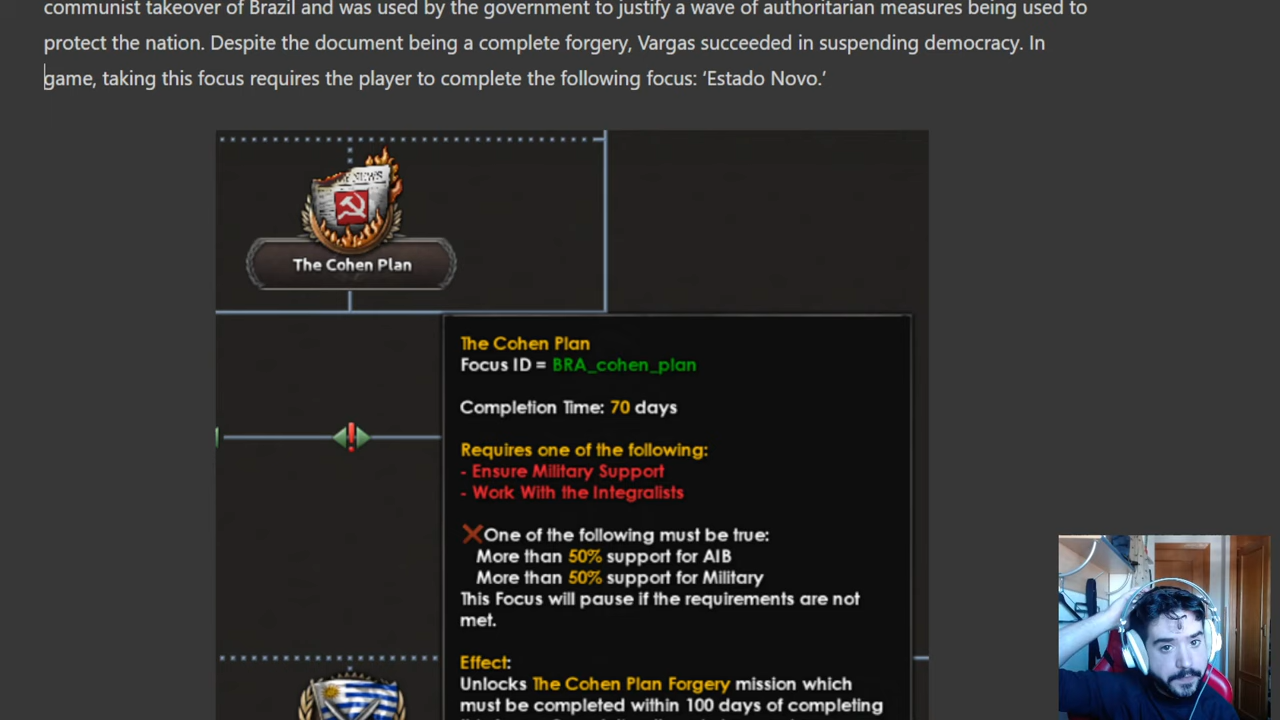 communist takeover of Brazil and was used by the government to justify a wave of authoritarian measures being used to
protect the nation. Despite the document being a complete forgery, Vargas succeeded in suspending democracy. In
game, taking this focus requires the player to complete the following focus: ‘Estado Novo.’
NEWS
The Cohen Plan
The Cohen Plan
Focus ID = BRA_cohen_plan
Completion Time: 70 days
Requires one of the following:
- Ensure Military Support
- Work With the Integralists
One of the following must be true:
More than 50% support for AIB
More than 50% support for Military
This Focus will pause if the requirements are not
met.
Effect:
Unlocks The Cohen Plan Forgery mission which
must be completed within 100 days of completing